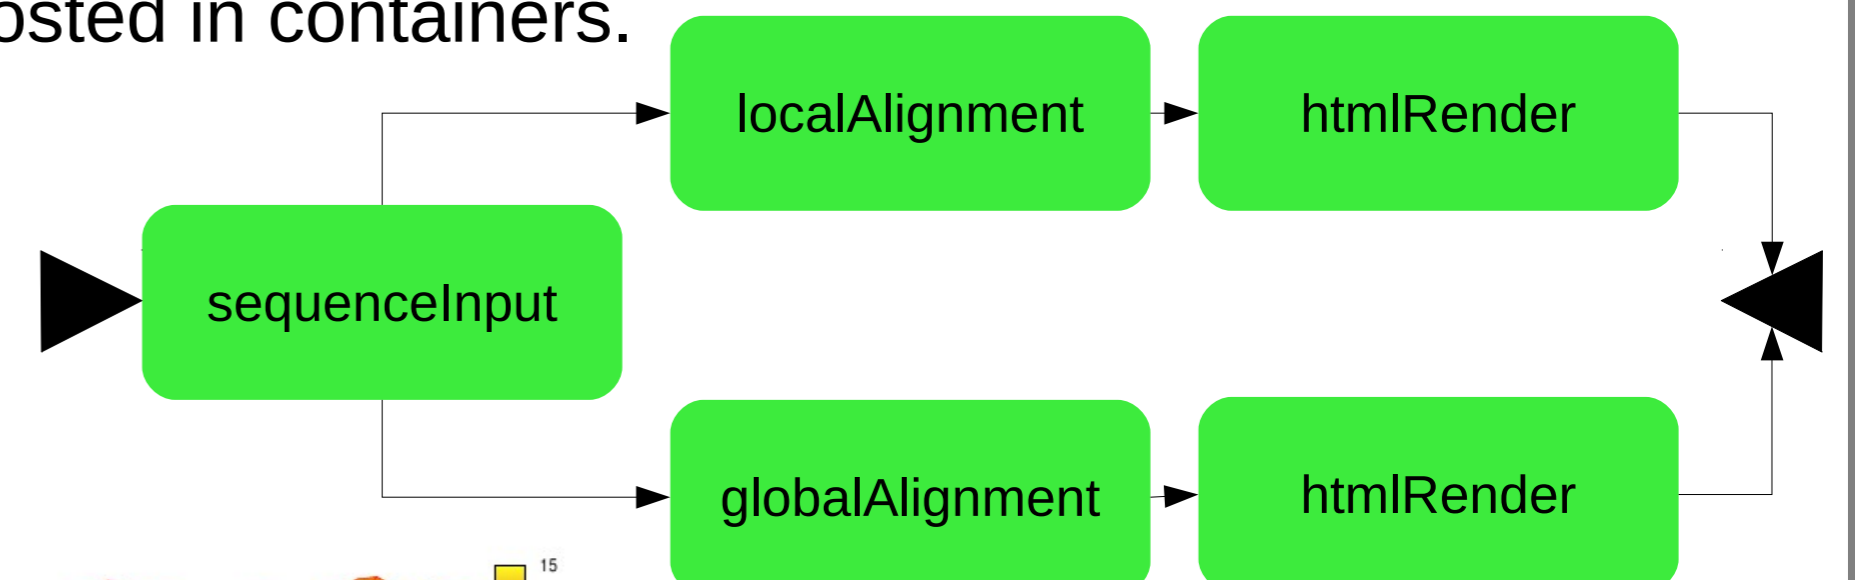 osted in containers.
localAlignment
htmlRender
sequenceInput
globalAlignment
htmlRender
15